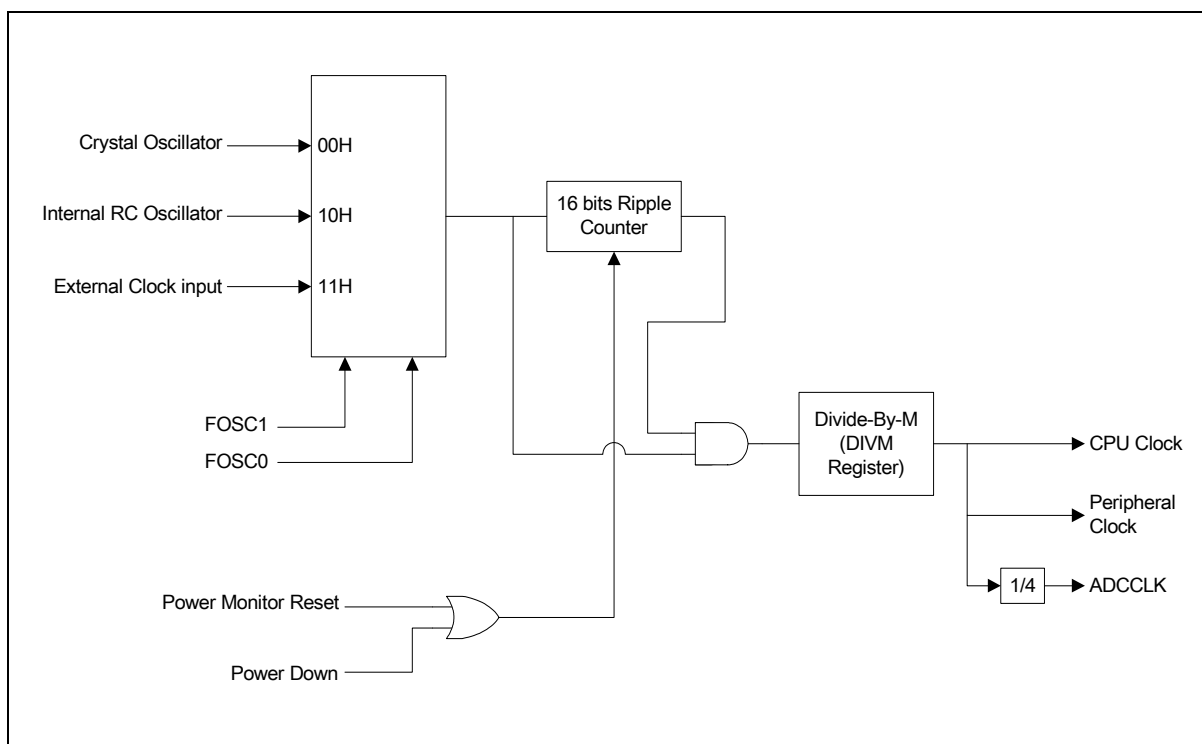 Crystal Oscillator
00H
Internal RC Oscillator
10H
External Clock input
11H
FOSC1
FOSC0
16 bits Ripple
Counter
Divide-By-M
(DIVM
Register)
CPU Clock
Peripheral
Clock
1/4
ADCCLK
Power Monitor Reset
Power Down